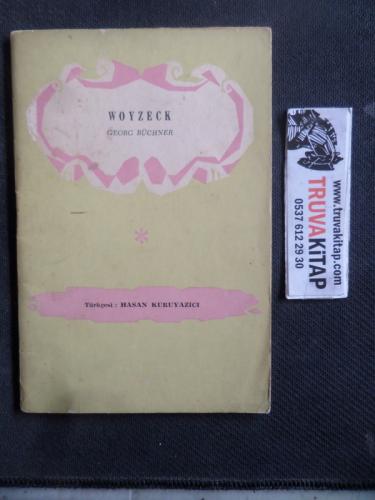 WOYZECK
GEORG BÜCHNER
*
Türkçesi : HASAN KURUYAZICI
TRUVAKİTAP
www.truvakitap.com
0537 612 29 30